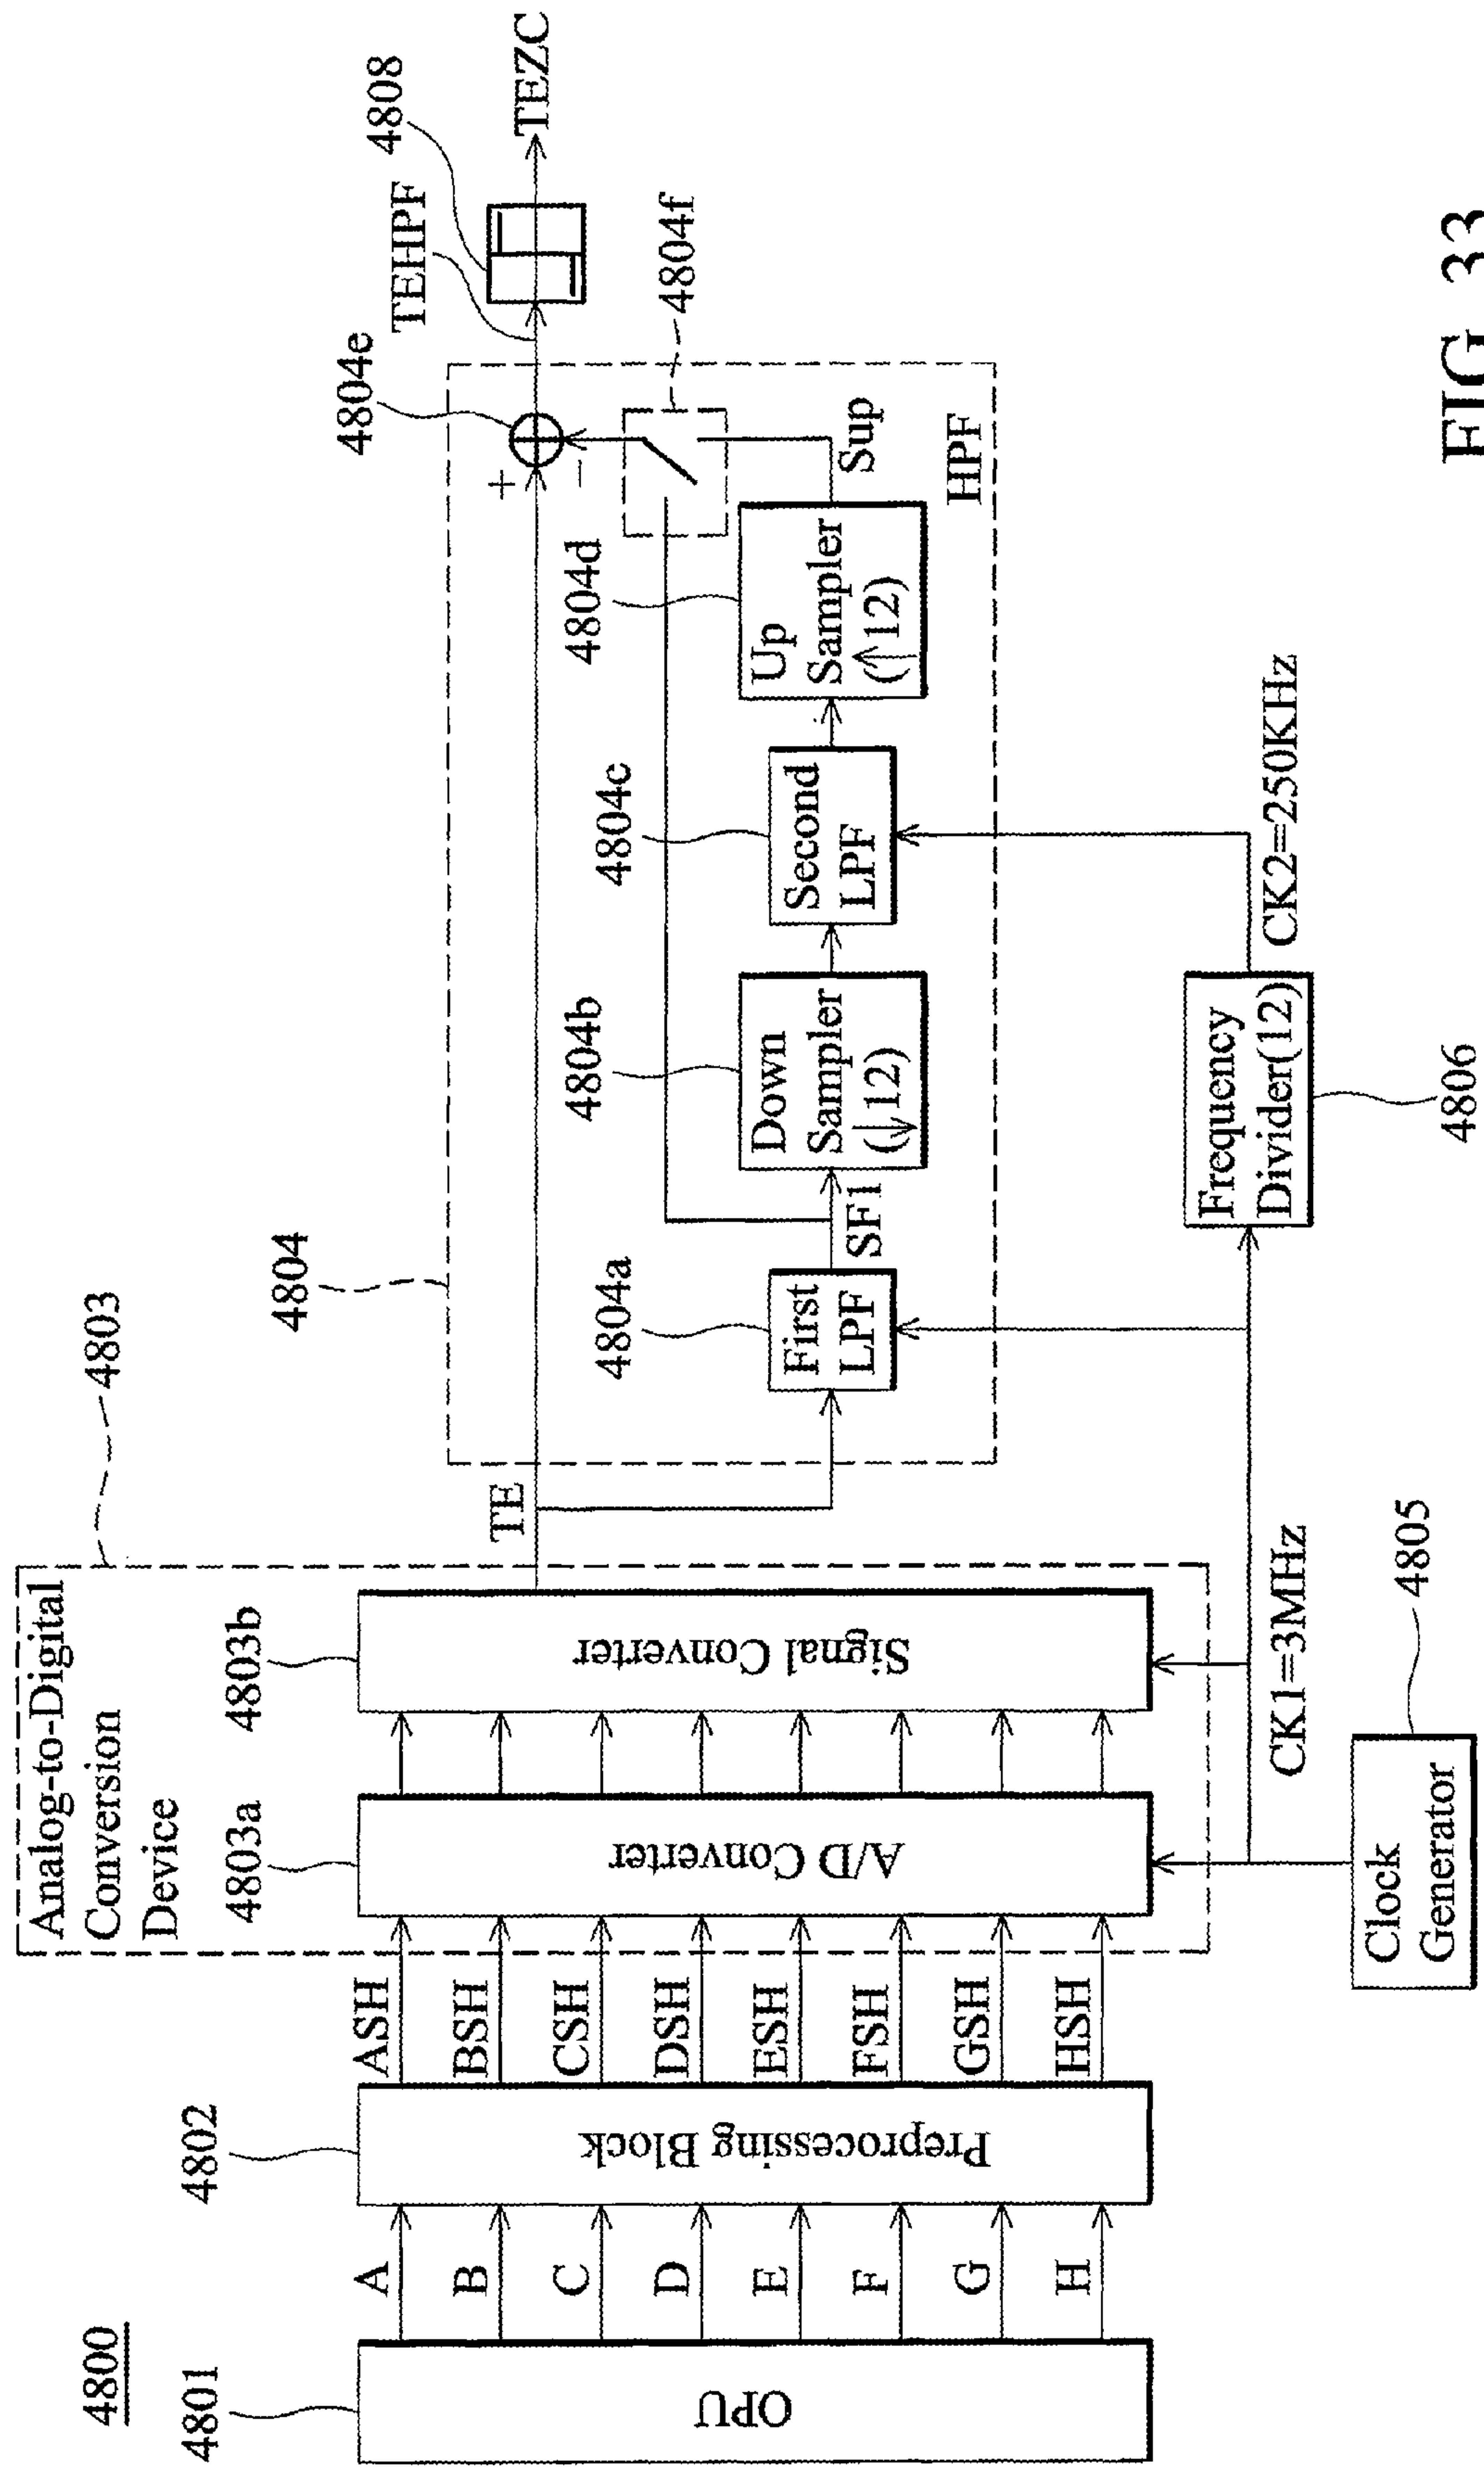 4800
4801
OPU
A
B
C
D
E
F
G
H
4802
Preprocessing Block
ASH
BSH
CSH
DSH
ESH
FSH
GSH
HSH
4803
Analog-to-Digital
Conversion
Device
4803a
A/D Converter
4803b
Signal Converter
TE
4804
4804a
First
LPF
SF1
4804b
Down
Sampler
(↓12)
4804c
Second
LPF
4804d
Up
Sampler
(↑12)
Sup
HPF
4804e
+
−
4804f
TEHPF
4808
TEZC
Clock
Generator
4805
CK1=3MHz
Frequency
Divider(12)
4806
CK2=250KHz
FIG. 33